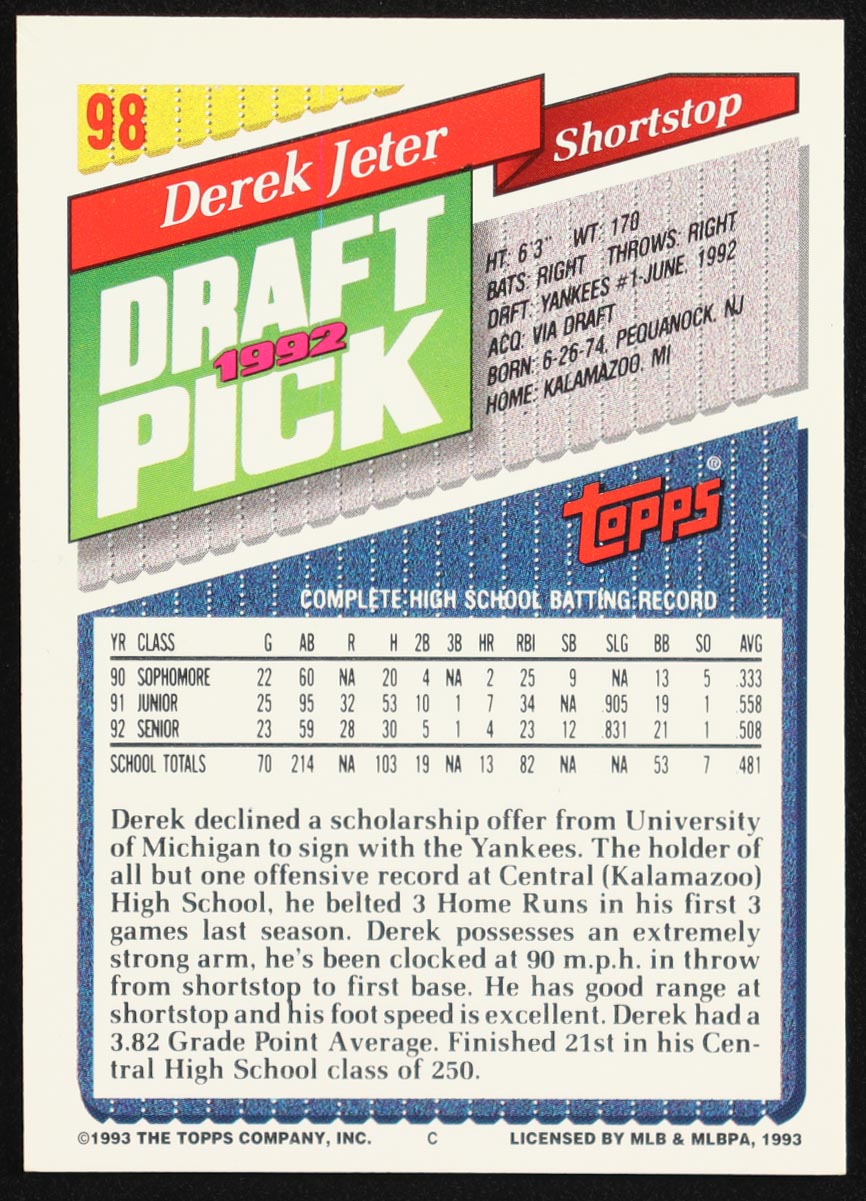 98
Derek Jeter
Shortstop
DRAFT
1992
PICK
HT: 6'3" WT: 178
BATS: RIGHT THROWS: RIGHT
DRFT: YANKEES #1-JUNE, 1992
ACQ: VIA DRAFT
BORN: 6-26-74, PEQUANOCK, NJ
HOME: KALAMAZOO, MI
TOPPS®
COMPLETE HIGH SCHOOL BATTING RECORD
YR CLASS G AB R H 2B 3B HR RBI SB SLG BB SO AVG
90 SOPHOMORE 22 60 NA 20 4 NA 2 25 9 NA 13 5 .333
91 JUNIOR 25 95 32 53 10 1 7 34 NA .905 19 1 .558
92 SENIOR 23 59 28 30 5 1 4 23 12 .831 21 1 .508
SCHOOL TOTALS 70 214 NA 103 19 NA 13 82 NA NA 53 7 .481
Derek declined a scholarship offer from University
of Michigan to sign with the Yankees. The holder of
all but one offensive record at Central (Kalamazoo)
High School, he belted 3 Home Runs in his first 3
games last season. Derek possesses an extremely
strong arm, he's been clocked at 90 m.p.h. in throw
from shortstop to first base. He has good range at
shortstop and his foot speed is excellent. Derek had a
3.82 Grade Point Average. Finished 21st in his Cen-
tral High School class of 250.
©1993 THE TOPPS COMPANY, INC. C LICENSED BY MLB & MLBPA, 1993